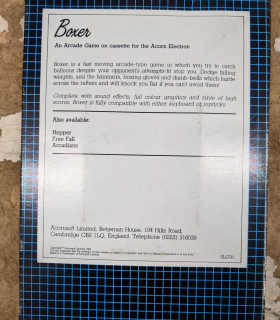 Boxer
An Arcade Game on cassette for the Acorn Electron
Boxer is a fast moving arcade-type game in which you try to catch
balloons despite your opponent's attempts to stop you. Dodge falling
weights, and the hammers, boxing gloves and dumb-bells which hurtle
across the rafters and will knock you flat if you can't avoid them!
Complete with sound effects, full colour graphics and table of high
scores, Boxer is fully compatible with either keyboard or joysticks.
Also available:
Hopper
Free Fall
Arcadians
Acornsoft Limited, Betjeman House, 104 Hills Road,
Cambridge CB2 1LQ, England. Telephone (0223) 316039
SLG31